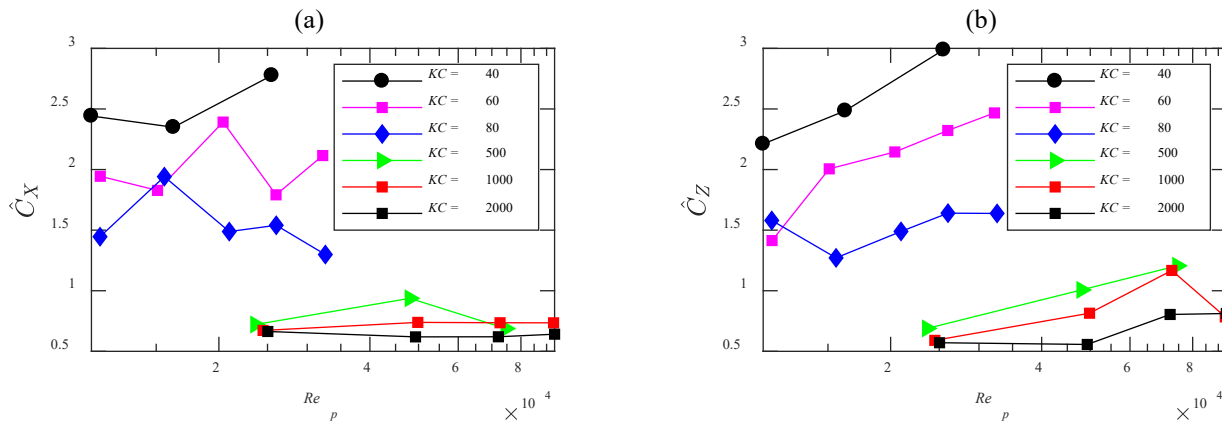 (a)
3
2.5
2
1.5
1
0.5
Ĉ_X
KC = 40
KC = 60
KC = 80
KC = 500
KC = 1000
KC = 2000
2 4 6 8 10
Re_p
× 10 4
(b)
3
2.5
2
1.5
1
0.5
Ĉ_Z
KC = 40
KC = 60
KC = 80
KC = 500
KC = 1000
KC = 2000
2 4 6 8
Re_p
× 10 4